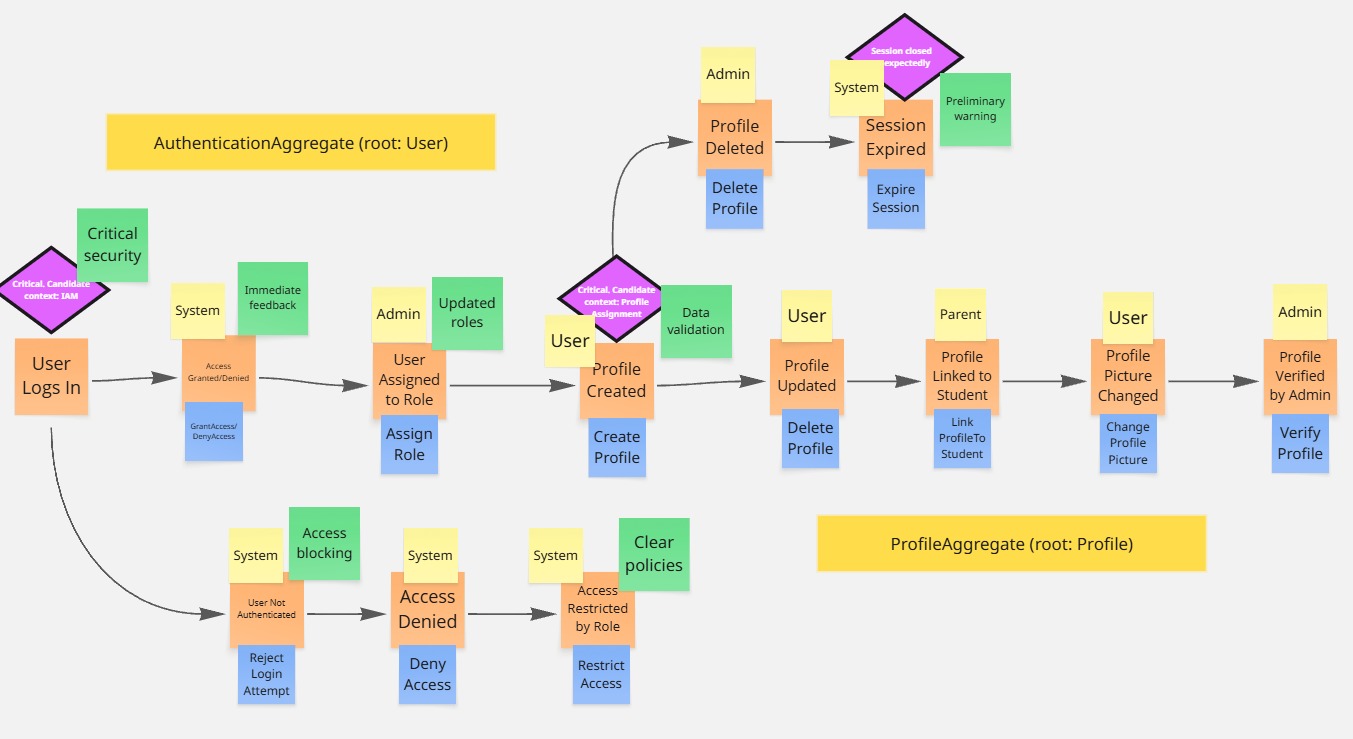 Session closed
expectedly
Admin
System
Preliminary
warning
Profile
Deleted
Session
Expired
Delete
Profile
Expire
Session
AuthenticationAggregate (root: User)
Critical
security
Critical. Candidate
context: IAM
System
Immediate
feedback
Admin
Updated
roles
Critical. Candidate
context: Profile
Assignment
User
Data
validation
User
Parent
User
Admin
User
Logs In
Access
Granted/Denied
User
Assigned
to Role
Profile
Created
Profile
Updated
Profile
Linked to
Student
Profile
Picture
Changed
Profile
Verified
by Admin
GrantAccess/
DenyAccess
Assign
Role
Create
Profile
Delete
Profile
Link
ProfileTo
Student
Change
Profile
Picture
Verify
Profile
System
Access
blocking
System
System
Clear
policies
User Not
Authenticated
Access
Denied
Access
Restricted
by Role
Reject
Login
Attempt
Deny
Access
Restrict
Access
ProfileAggregate (root: Profile)